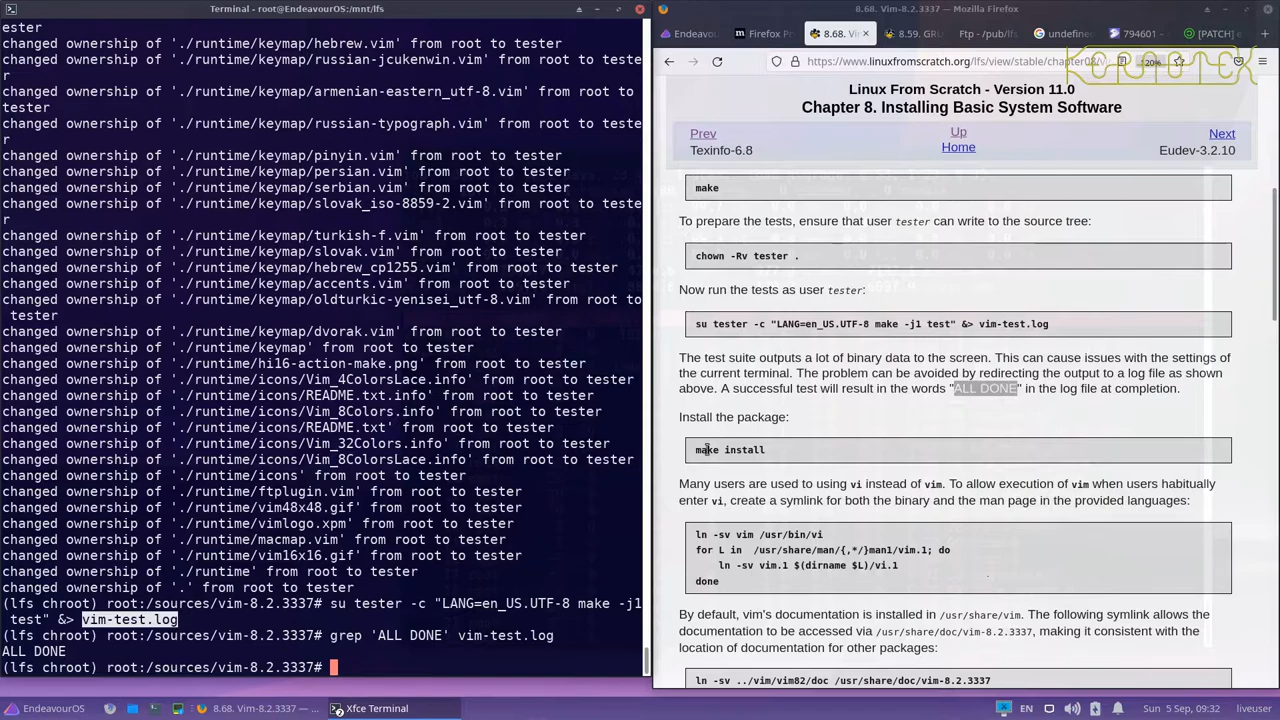 Terminal - root@EndeavourOS:/mnt/lfs
ester
changed ownership of './runtime/keymap/hebrew.vim' from root to tester
changed ownership of './runtime/keymap/russian-jcukenwin.vim' from root to teste
r
changed ownership of './runtime/keymap/armenian-eastern_utf-8.vim' from root to
tester
changed ownership of './runtime/keymap/russian-typograph.vim' from root to teste
r
changed ownership of './runtime/keymap/pinyin.vim' from root to tester
changed ownership of './runtime/keymap/persian.vim' from root to tester
changed ownership of './runtime/keymap/serbian.vim' from root to tester
changed ownership of './runtime/keymap/slovak_iso-8859-2.vim' from root to teste
r
changed ownership of './runtime/keymap/turkish-f.vim' from root to tester
changed ownership of './runtime/keymap/slovak.vim' from root to tester
changed ownership of './runtime/keymap/hebrew_cp1255.vim' from root to tester
changed ownership of './runtime/keymap/accents.vim' from root to tester
changed ownership of './runtime/keymap/oldturkic-yenisei_utf-8.vim' from root to
tester
changed ownership of './runtime/keymap/dvorak.vim' from root to tester
changed ownership of './runtime/keymap' from root to tester
changed ownership of './runtime/hi16-action-make.png' from root to tester
changed ownership of './runtime/icons/Vim_4ColorsLace.info' from root to tester
changed ownership of './runtime/icons/README.txt.info' from root to tester
changed ownership of './runtime/icons/Vim_8Colors.info' from root to tester
changed ownership of './runtime/icons/README.txt' from root to tester
changed ownership of './runtime/icons/Vim_32Colors.info' from root to tester
changed ownership of './runtime/icons/Vim_8ColorsLace.info' from root to tester
changed ownership of './runtime/icons' from root to tester
changed ownership of './runtime/ftplugin.vim' from root to tester
changed ownership of './runtime/vim48x48.gif' from root to tester
changed ownership of './runtime/vimlogo.xpm' from root to tester
changed ownership of './runtime/macmap.vim' from root to tester
changed ownership of './runtime/vim16x16.gif' from root to tester
changed ownership of './runtime' from root to tester
changed ownership of '.' from root to tester
(lfs chroot) root:/sources/vim-8.2.3337# su tester -c "LANG=en_US.UTF-8 make -j1
test" &> vim-test.log
(lfs chroot) root:/sources/vim-8.2.3337# grep 'ALL DONE' vim-test.log
ALL DONE
(lfs chroot) root:/sources/vim-8.2.3337#
8.68. Vim-8.2.3337 — Mozilla Firefox
Endeavour Firefox Pr 8.68. Vim- 8.59. GRU Ftp - /pub/lfs undefined 794601 - [PATCH] e
https://www.linuxfromscratch.org/lfs/view/stable/chapter08/v 120%
Linux From Scratch - Version 11.0
Chapter 8. Installing Basic System Software
Prev Up Next
Texinfo-6.8 Home Eudev-3.2.10
make
To prepare the tests, ensure that user tester can write to the source tree:
chown -Rv tester .
Now run the tests as user tester:
su tester -c "LANG=en_US.UTF-8 make -j1 test" &> vim-test.log
The test suite outputs a lot of binary data to the screen. This can cause issues with the settings of
the current terminal. The problem can be avoided by redirecting the output to a log file as shown
above. A successful test will result in the words "ALL DONE" in the log file at completion.
Install the package:
make install
Many users are used to using vi instead of vim. To allow execution of vim when users habitually
enter vi, create a symlink for both the binary and the man page in the provided languages:
ln -sv vim /usr/bin/vi
for L in /usr/share/man/{,*/}man1/vim.1; do
ln -sv vim.1 $(dirname $L)/vi.1
done
By default, vim's documentation is installed in /usr/share/vim. The following symlink allows the
documentation to be accessed via /usr/share/doc/vim-8.2.3337, making it consistent with the
location of documentation for other packages:
ln -sv ../vim/vim82/doc /usr/share/doc/vim-8.2.3337
EndeavourOS 8.68. Vim-8.2.3337 — ... Xfce Terminal EN Sun 5 Sep, 09:32 liveuser